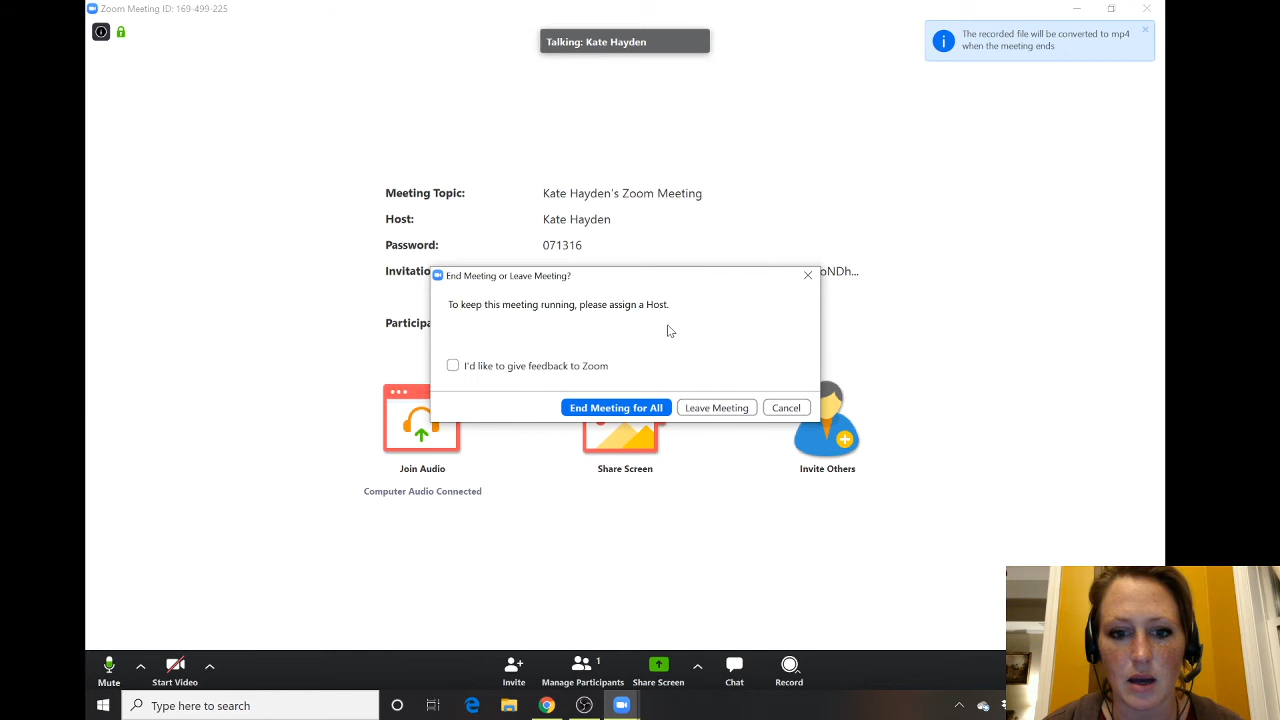 Zoom Meeting ID: 169-499-225
Talking: Kate Hayden
The recorded file will be converted to mp4
when the meeting ends
Meeting Topic: Kate Hayden's Zoom Meeting
Host: Kate Hayden
Password: 071316
Invitatio oNDh...
End Meeting or Leave Meeting?
To keep this meeting running, please assign a Host.
Participa
I'd like to give feedback to Zoom
End Meeting for All Leave Meeting Cancel
Join Audio Share Screen Invite Others
Computer Audio Connected
1
Mute Start Video Invite Manage Participants Share Screen Chat Record
Type here to search